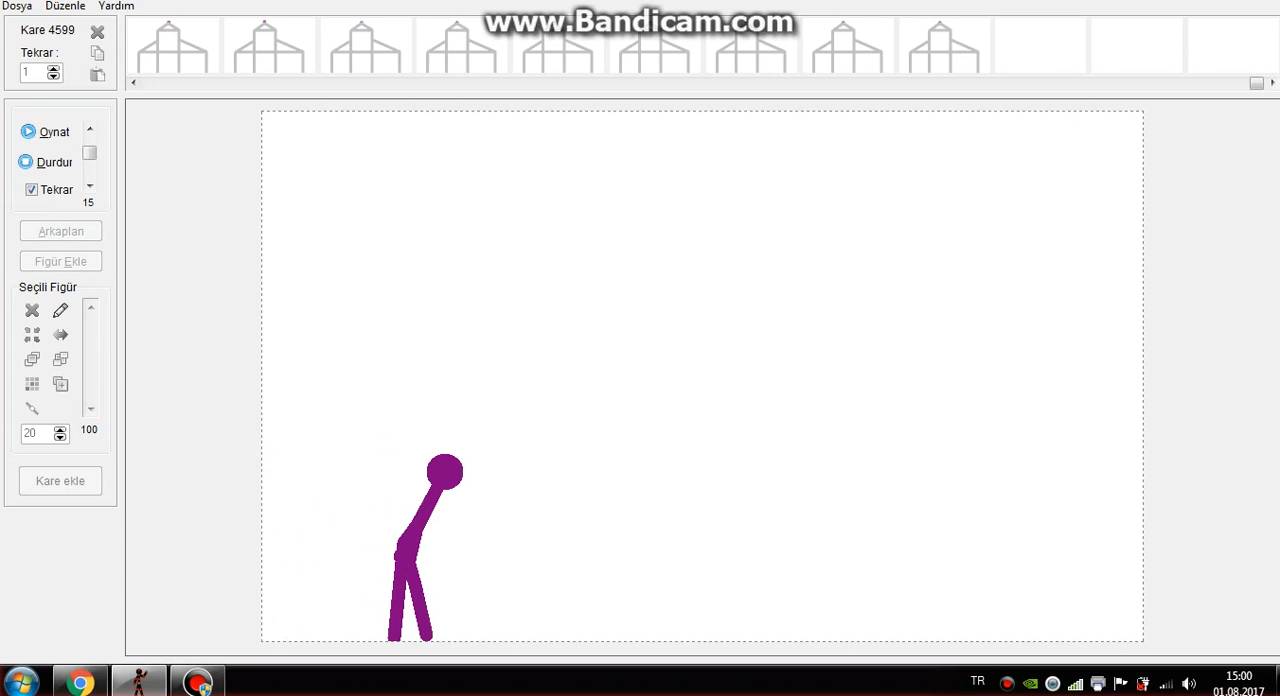 Dosya Düzenle Yardım
www.Bandicam.com
Kare 4599
Tekrar :
1
Oynat
Durdur
Tekrar
15
Arkaplan
Figür Ekle
Seçili Figür
20
100
Kare ekle
TR
15:00
01.08.2017